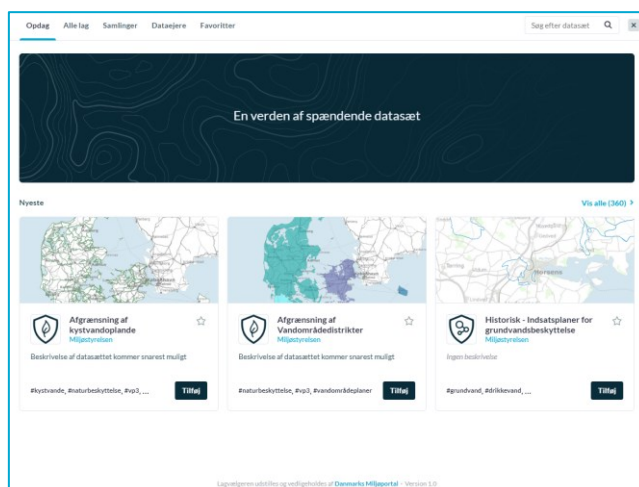 Opdag Alle lag Samlinger Dataejere Favoritter Søg efter datasæt
En verden af spændende datasæt
Nyeste Vis alle (360) >
Afgrænsning af
kystvandoplande
Miljøstyrelsen
Beskrivelse af datasættet kommer snarest muligt
#kystvande, #naturbeskyttelse, #vp3, ...
Tilføj
Afgrænsning af
Vandområdedistrikter
Miljøstyrelsen
Beskrivelse af datasættet kommer snarest muligt
#naturbeskyttelse, #vp3, #vandområdeplaner
Tilføj
Horsens
Historisk - Indsatsplaner for
grundvandsbeskyttelse
Miljøstyrelsen
Ingen beskrivelse
#grundvand, #drikkevand, ...
Tilføj
Lagvælgeren udstilles og vedligeholdes af Danmarks Miljøportal - Version 1.0